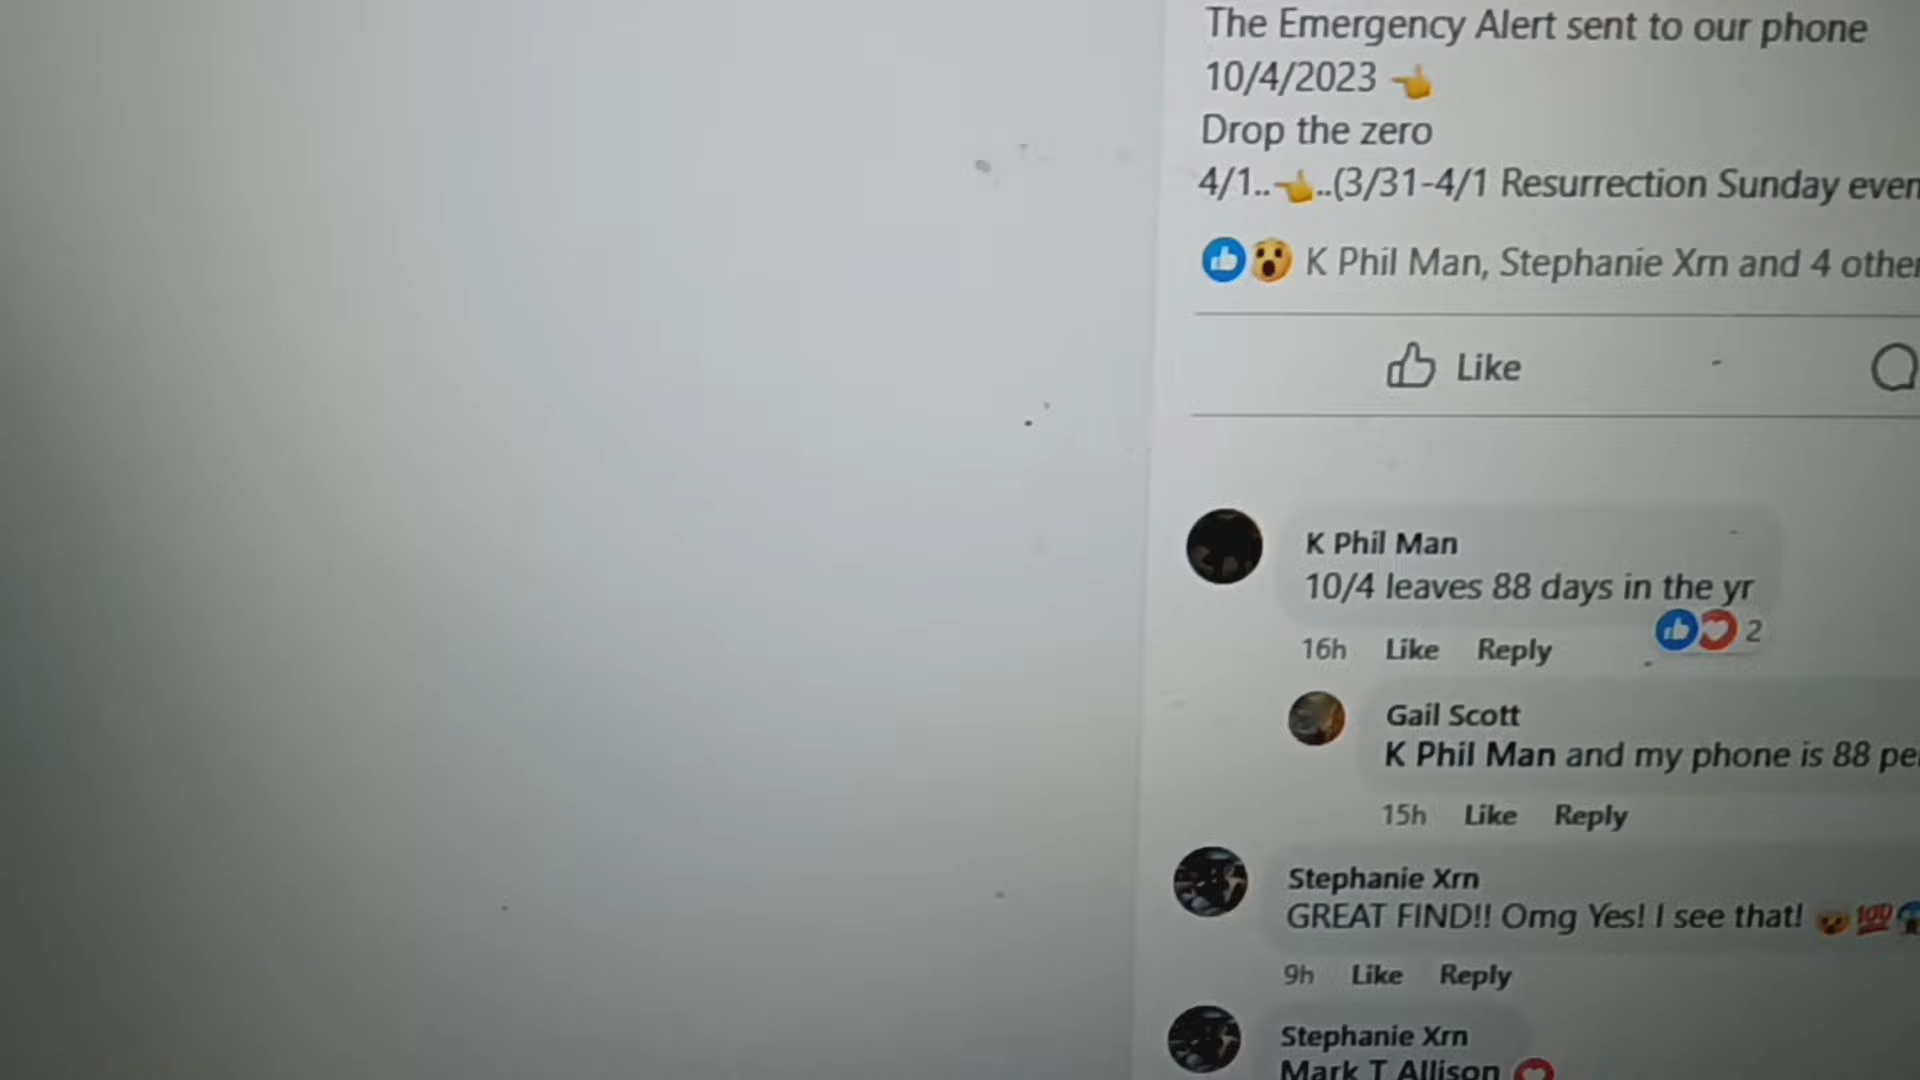 The Emergency Alert sent to our phone
10/4/2023 👈
Drop the zero
4/1..👈..(3/31-4/1 Resurrection Sunday
K Phil Man, Stephanie Xrn and 4
Like
K Phil Man
10/4 leaves 88 days in the yr
2
16h Like Reply
Gail Scott
K Phil Man and my phone is 88
15h Like Reply
Stephanie Xrn
GREAT FIND!! Omg Yes! I see that! 💯
9h Like Reply
Stephanie Xrn
Mark T Allison